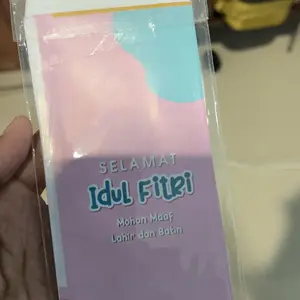 SELAMAT
Idul Fitri
Mohon Maaf
Lahir dan Batin